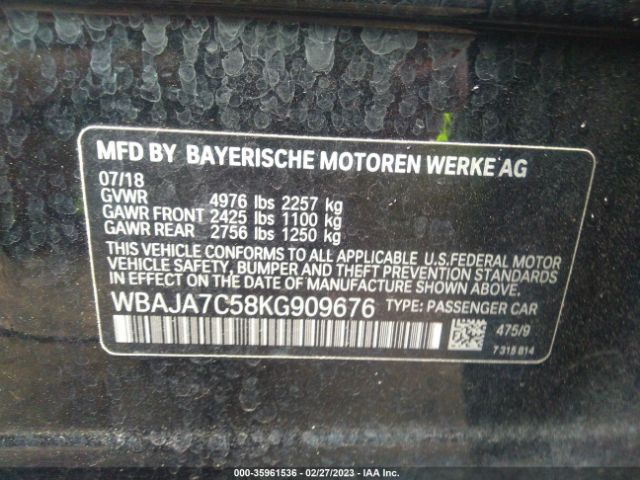 MFD BY BAYERISCHE MOTOREN WERKE AG
07/18
GVWR 4976 lbs 2257 kg
GAWR FRONT 2425 lbs 1100 kg
GAWR REAR 2756 lbs 1250 kg
THIS VEHICLE CONFORMS TO ALL APPLICABLE U.S.FEDERAL MOTOR
VEHICLE SAFETY, BUMPER AND THEFT PREVENTION STANDARDS
IN EFFECT ON THE DATE OF MANUFACTURE SHOWN ABOVE.
WBAJA7C58KG909676 TYPE: PASSENGER CAR
475/9
7 315 814
000-35961536 - 02/27/2023 - IAA Inc.